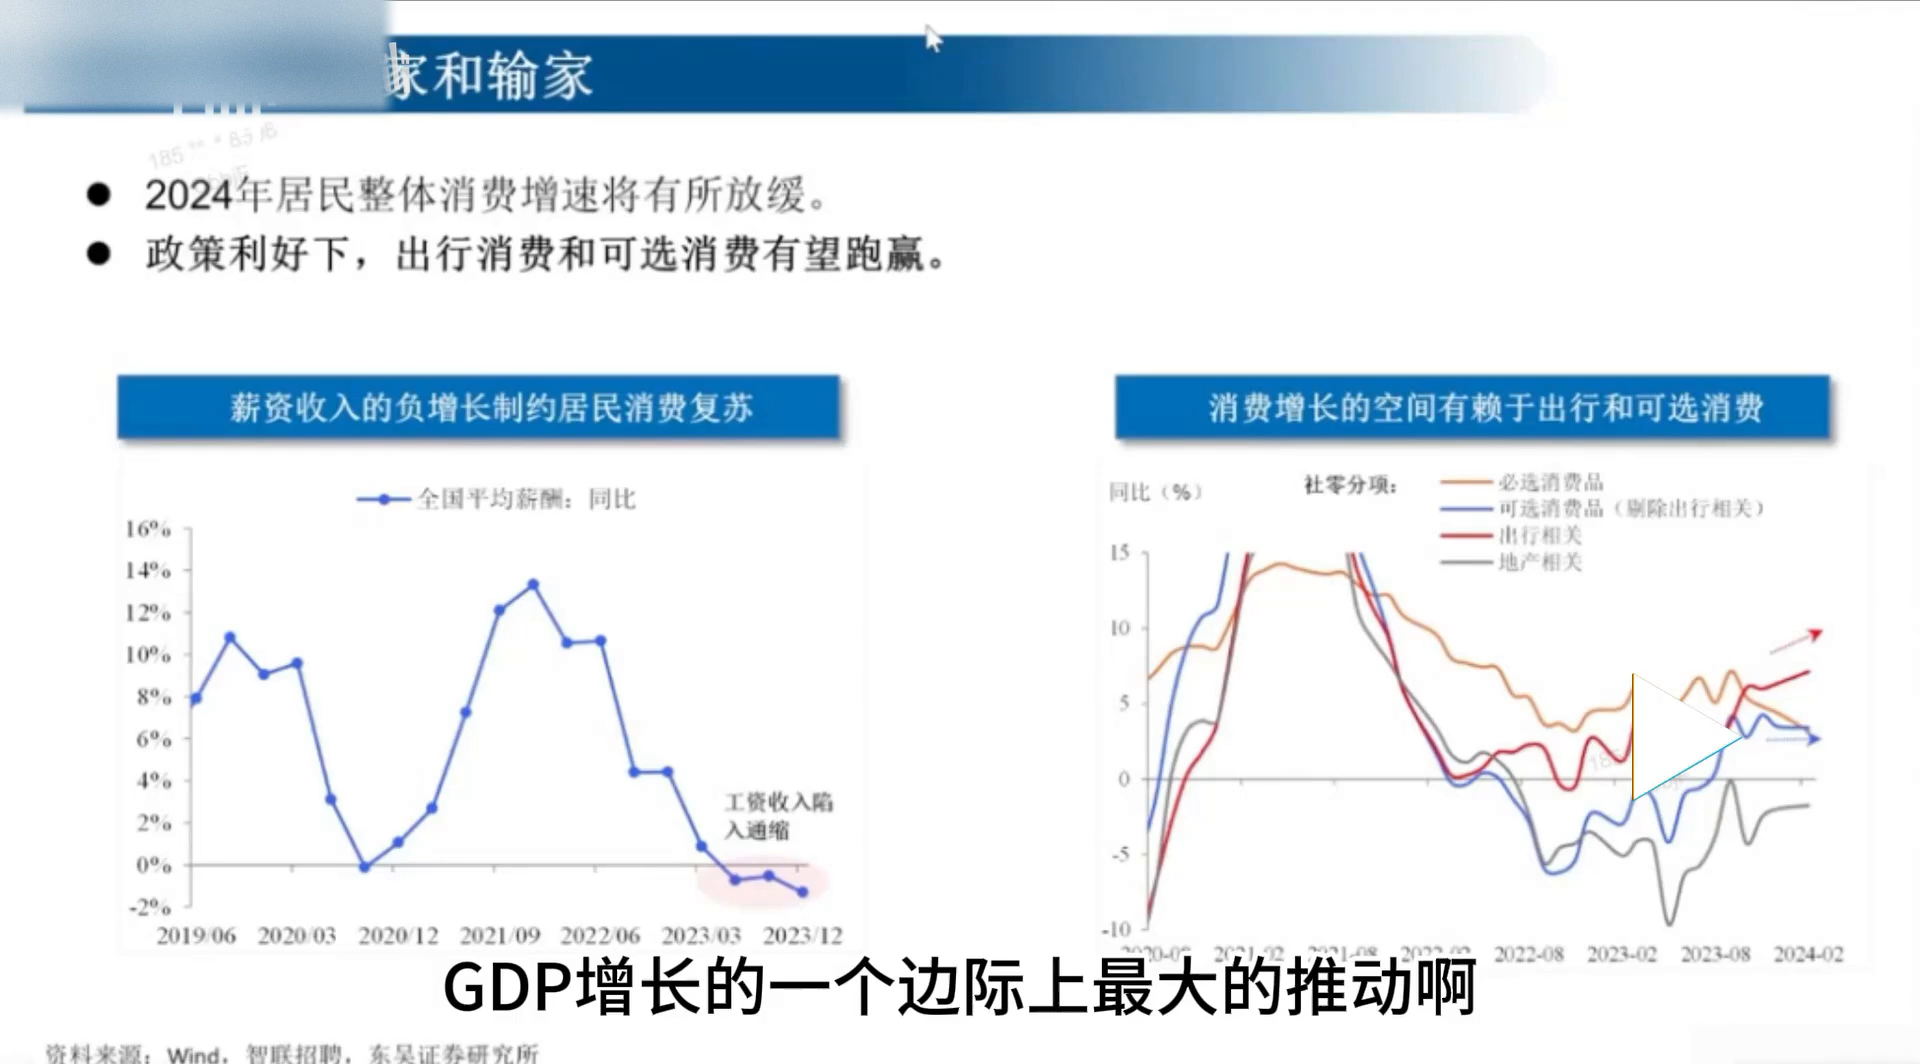 家和输家
2024年居民整体消费增速将有所放缓。
政策利好下，出行消费和可选消费有望跑赢。
薪资收入的负增长制约居民消费复苏
全国平均薪酬：同比
16%
14%
12%
10%
8%
6%
4%
2%
0%
-2%
工资收入陷
入通缩
2019/06 2020/03 2020/12 2021/09 2022/06 2023/03 2023/12
消费增长的空间有赖于出行和可选消费
同比（%）
社零分项：
必选消费品
可选消费品（剔除出行相关）
出行相关
地产相关
15
10
5
0
-5
-10
2021-02 2021-08 2022-08 2023-02 2023-08 2024-02
GDP增长的一个边际上最大的推动啊
资料来源：Wind，智联招聘，东吴证券研究所